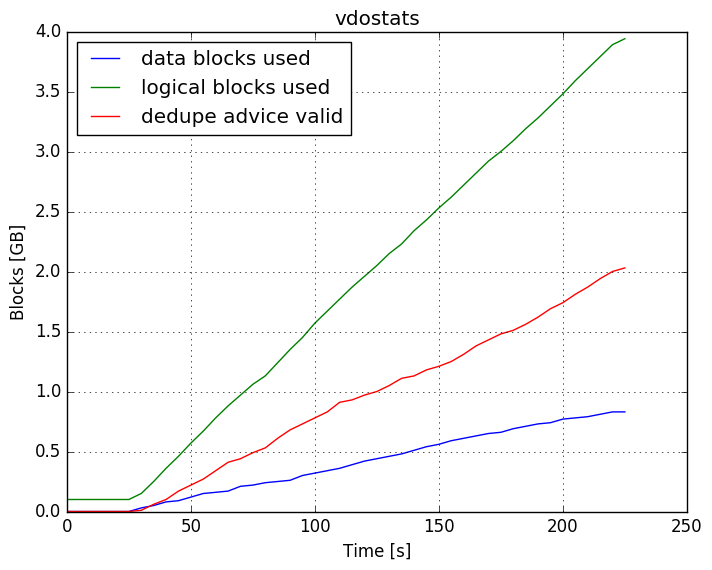 vdostats
data blocks used
logical blocks used
dedupe advice valid
Blocks [GB]
4.0
3.5
3.0
2.5
2.0
1.5
1.0
0.5
0.0
0 50 100 150 200 250
Time [s]